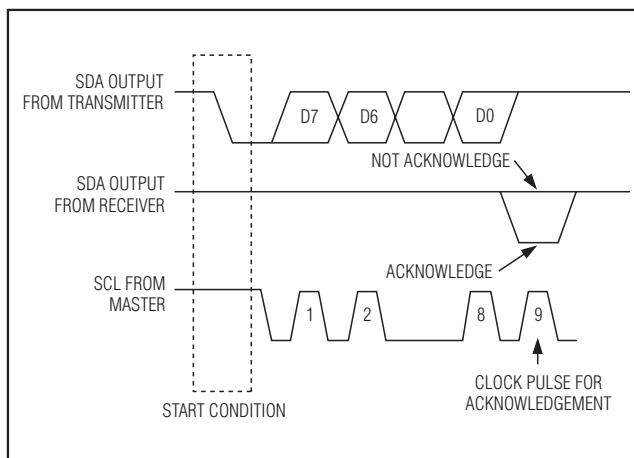 SDA OUTPUT
FROM TRANSMITTER
D7
D6
D0
NOT ACKNOWLEDGE
SDA OUTPUT
FROM RECEIVER
ACKNOWLEDGE
SCL FROM
MASTER
1
2
8
9
START CONDITION
CLOCK PULSE FOR
ACKNOWLEDGEMENT